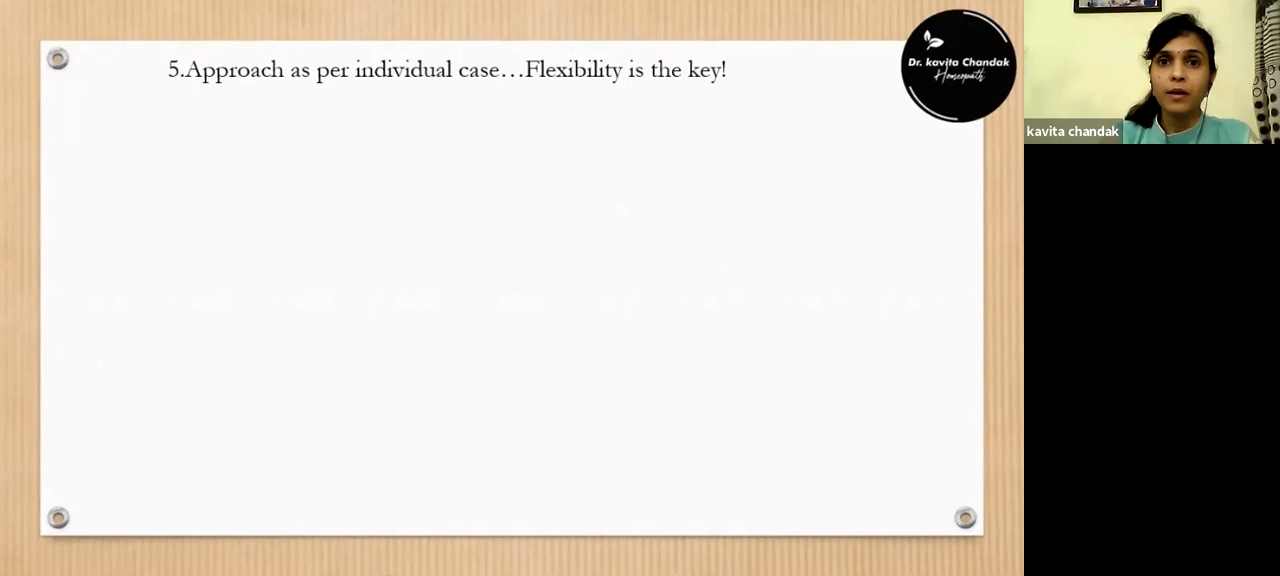 5.Approach as per individual case…Flexibility is the key!
Dr. kavita Chandak
Homeopath
kavita chandak